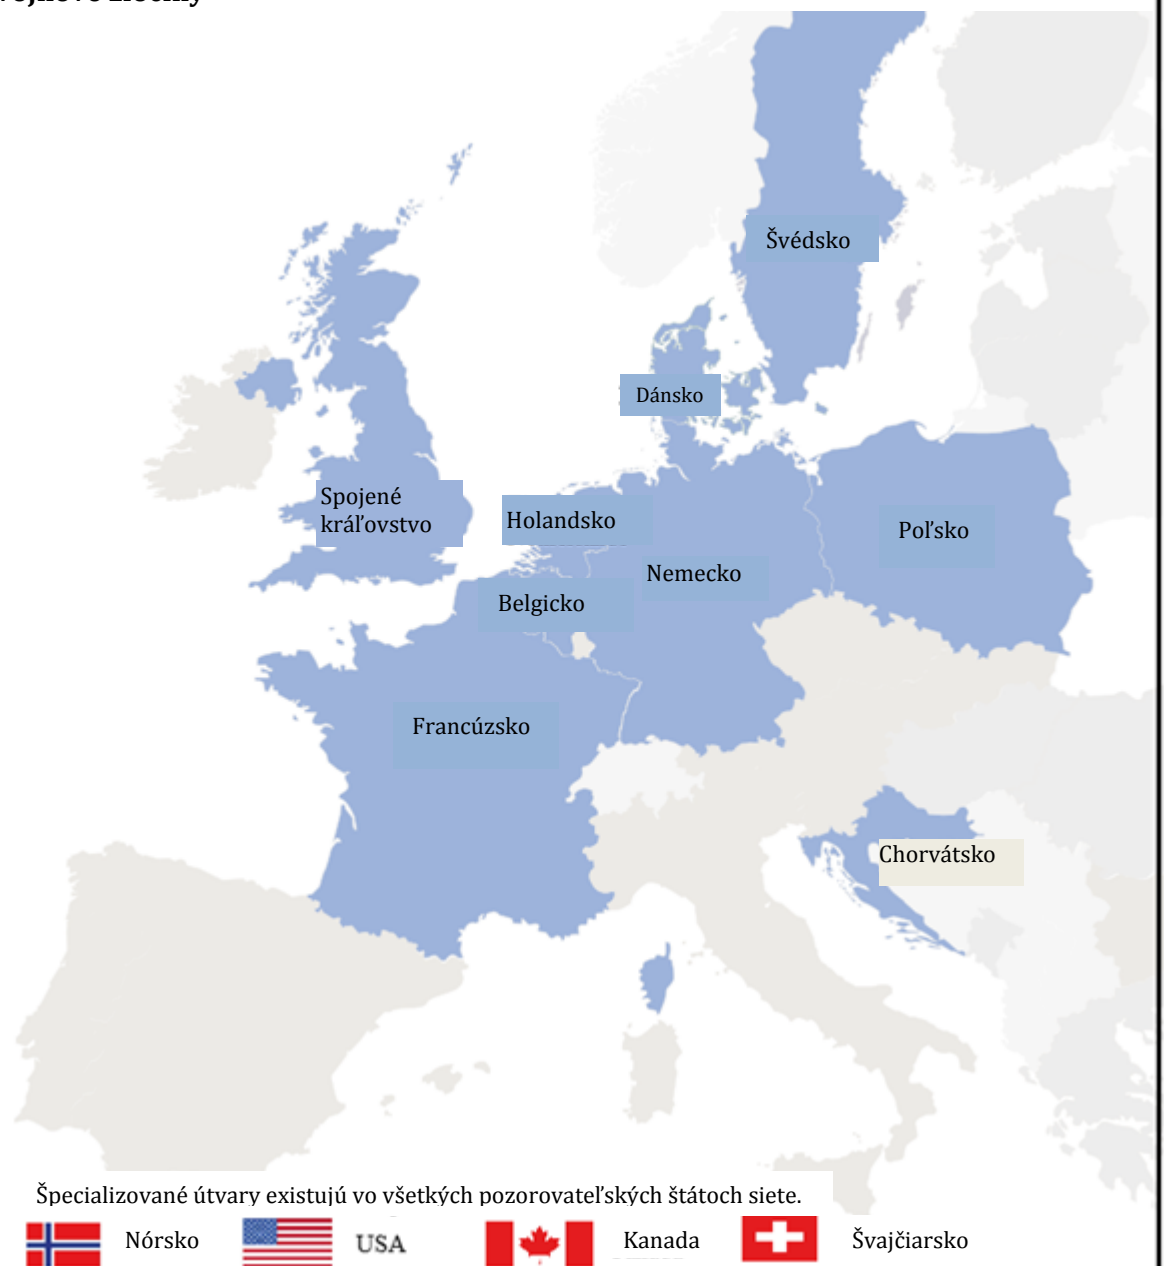 Švédsko
Dánsko
Spojené
kráľovstvo
Holandsko
Poľsko
Nemecko
Belgicko
Francúzsko
Chorvátsko
Špecializované útvary existujú vo všetkých pozorovateľských štátoch siete.
Nórsko USA Kanada Švajčiarsko